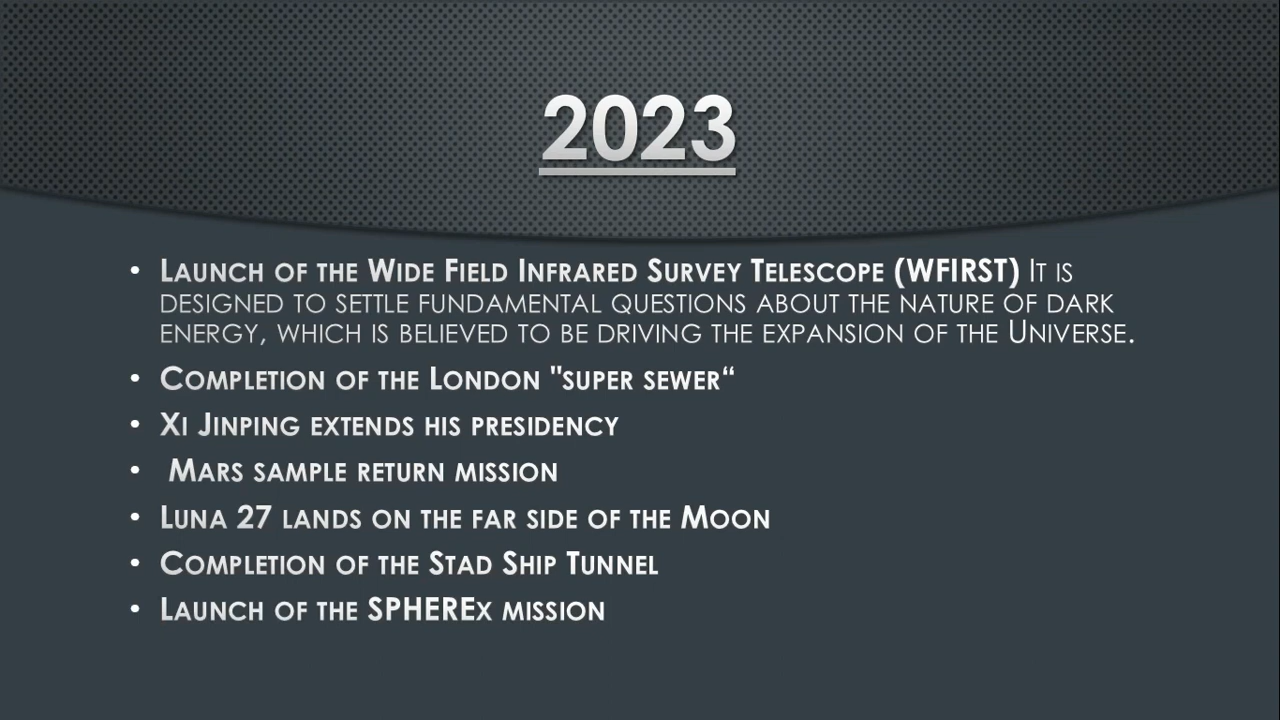 2023
• Launch of the Wide Field Infrared Survey Telescope (WFIRST) It is
designed to settle fundamental questions about the nature of dark
energy, which is believed to be driving the expansion of the Universe.
• Completion of the London "super sewer“
• Xi Jinping extends his presidency
• Mars sample return mission
• Luna 27 lands on the far side of the Moon
• Completion of the Stad Ship Tunnel
• Launch of the SPHEREx mission